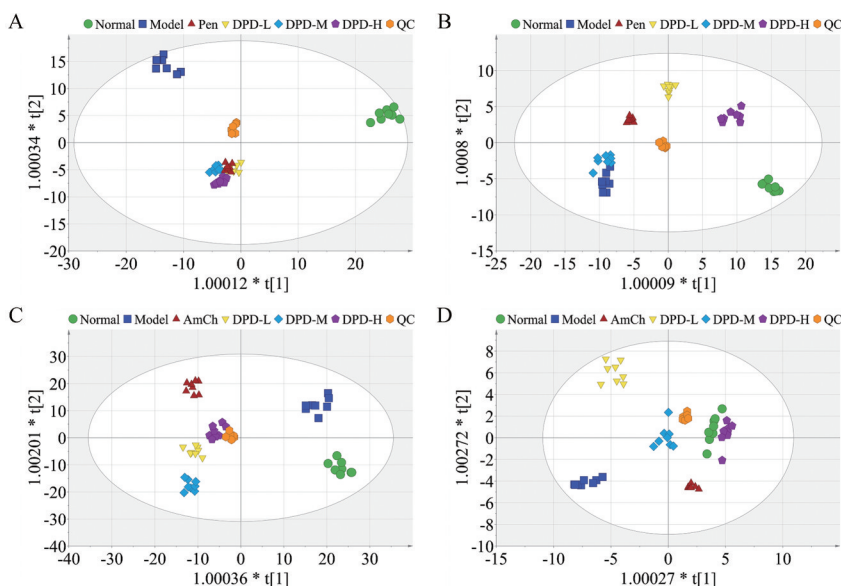 A
Normal Model Pen DPD-L DPD-M DPD-H QC
15
10
5
0
-5
-10
-15
-20
-30 -20 -10 0 10 20
1.00034 * t[2]
1.00012 * t[1]
B
Normal Model Pen DPD-L DPD-M DPD-H QC
10
5
0
-5
-10
-15
-25 -20 -15 -10 -5 0 5 10 15 20 25
1.0008 * t[2]
1.00009 * t[1]
C
Normal Model AmCh DPD-L DPD-M DPD-H QC
30
20
10
0
-10
-20
-30
-40
-40 -30 -20 -10 0 10 20 30
1.00201 * t[2]
1.00036 * t[1]
D
Normal Model AmCh DPD-L DPD-M DPD-H QC
8
6
4
2
0
-2
-4
-6
-8
-10
-10 -5 0 5 10
1.00272 * t[2]
1.00027 * t[1]